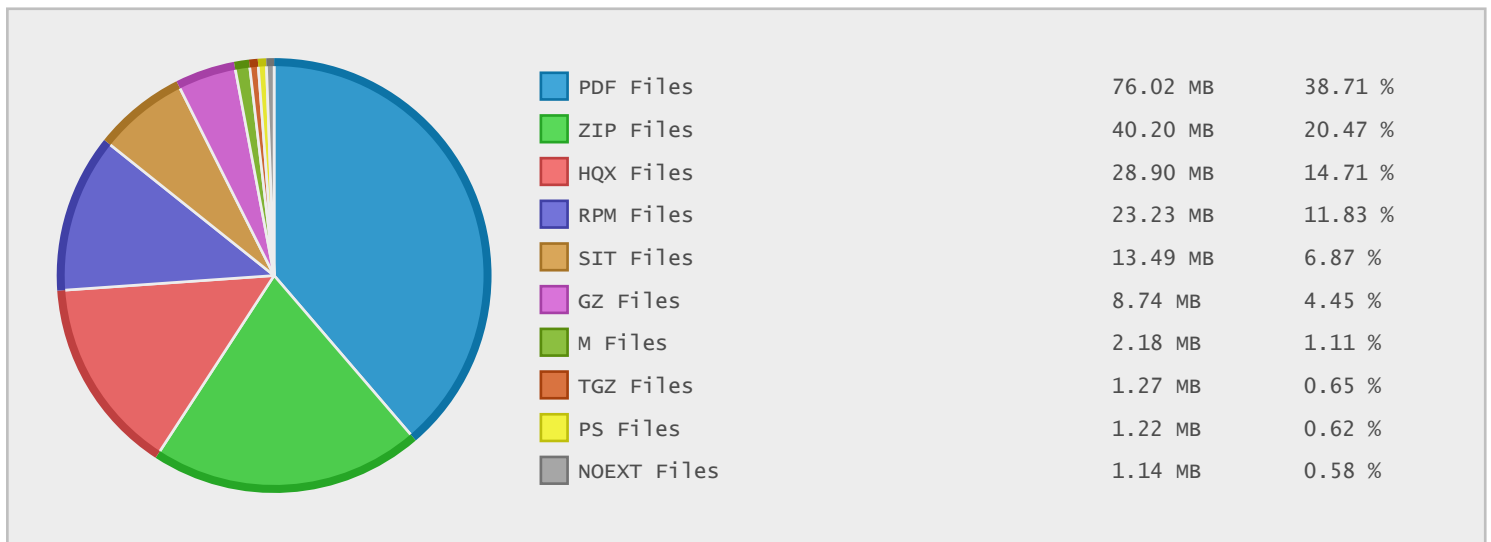 PDF Files 76.02 MB 38.71 %
ZIP Files 40.20 MB 20.47 %
HQX Files 28.90 MB 14.71 %
RPM Files 23.23 MB 11.83 %
SIT Files 13.49 MB 6.87 %
GZ Files 8.74 MB 4.45 %
M Files 2.18 MB 1.11 %
TGZ Files 1.27 MB 0.65 %
PS Files 1.22 MB 0.62 %
NOEXT Files 1.14 MB 0.58 %